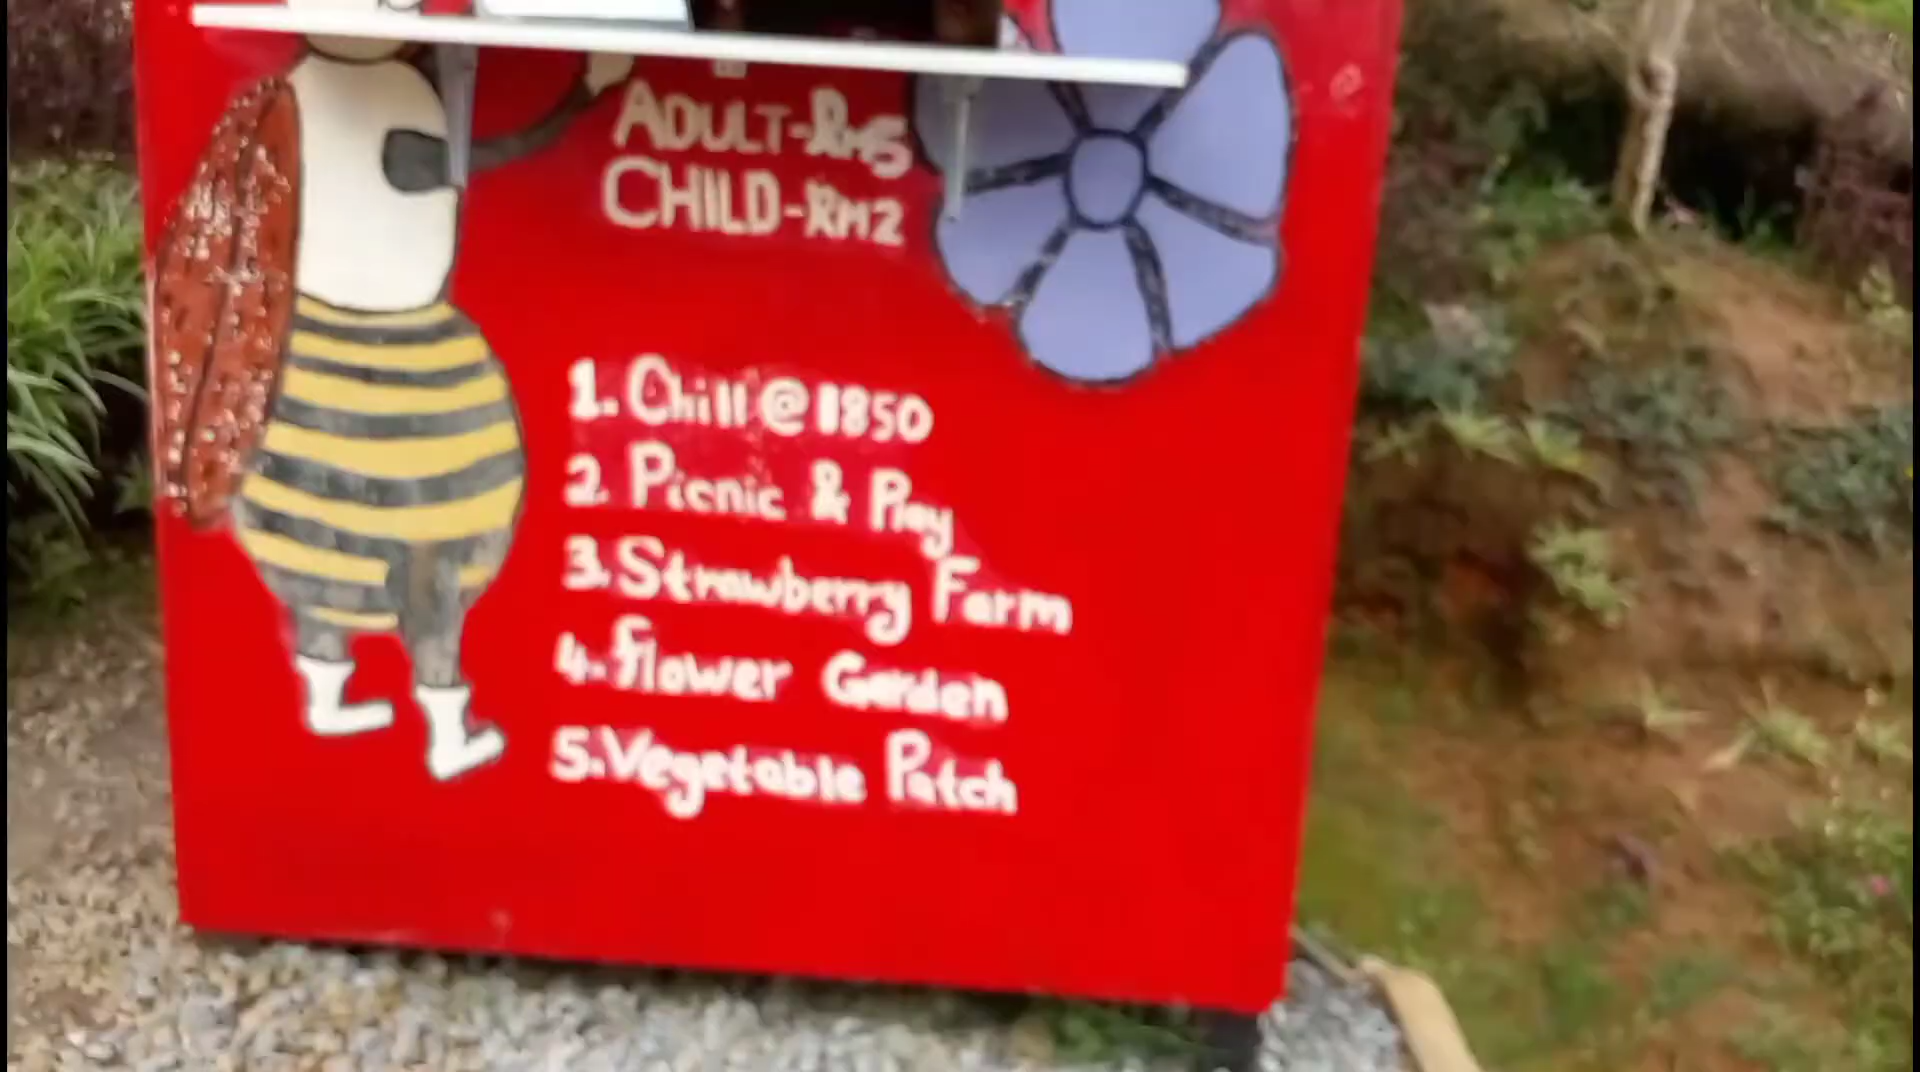 ADULT-RM5
CHILD-RM2
1. Chill @ 1850
2. Picnic & Play
3. Strawberry Farm
4. Flower Garden
5. Vegetable Patch